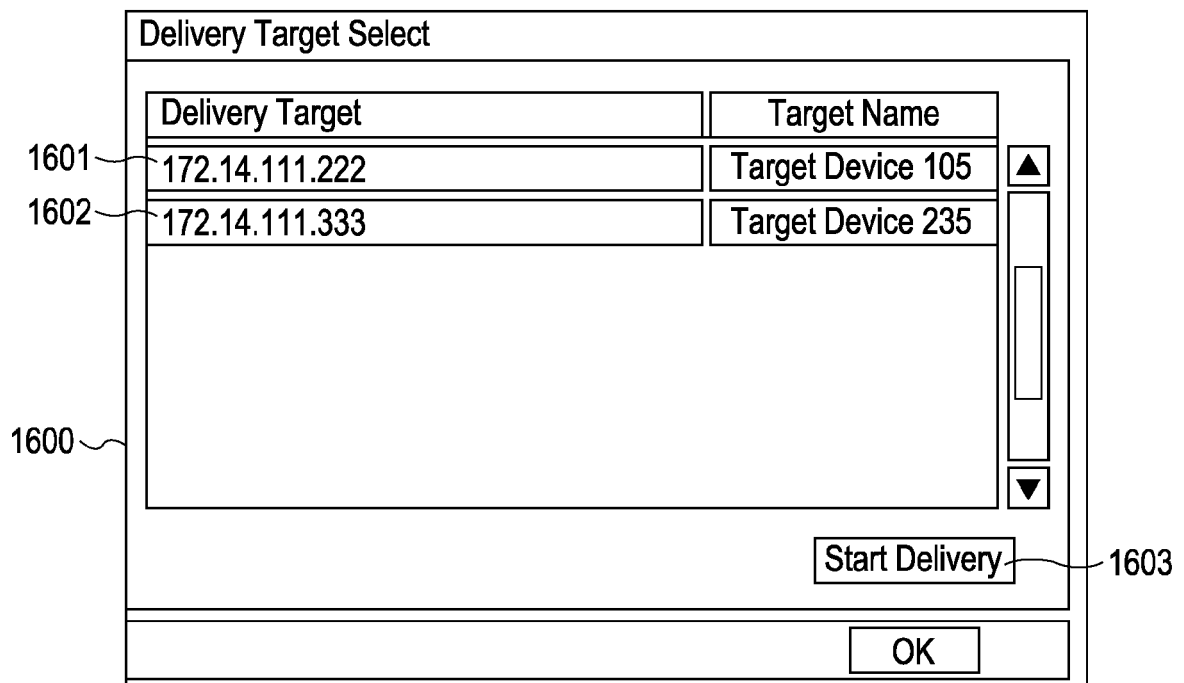 Delivery Target Select
Delivery Target Target Name
1601 172.14.111.222 Target Device 105
1602 172.14.111.333 Target Device 235
1600
Start Delivery 1603
OK